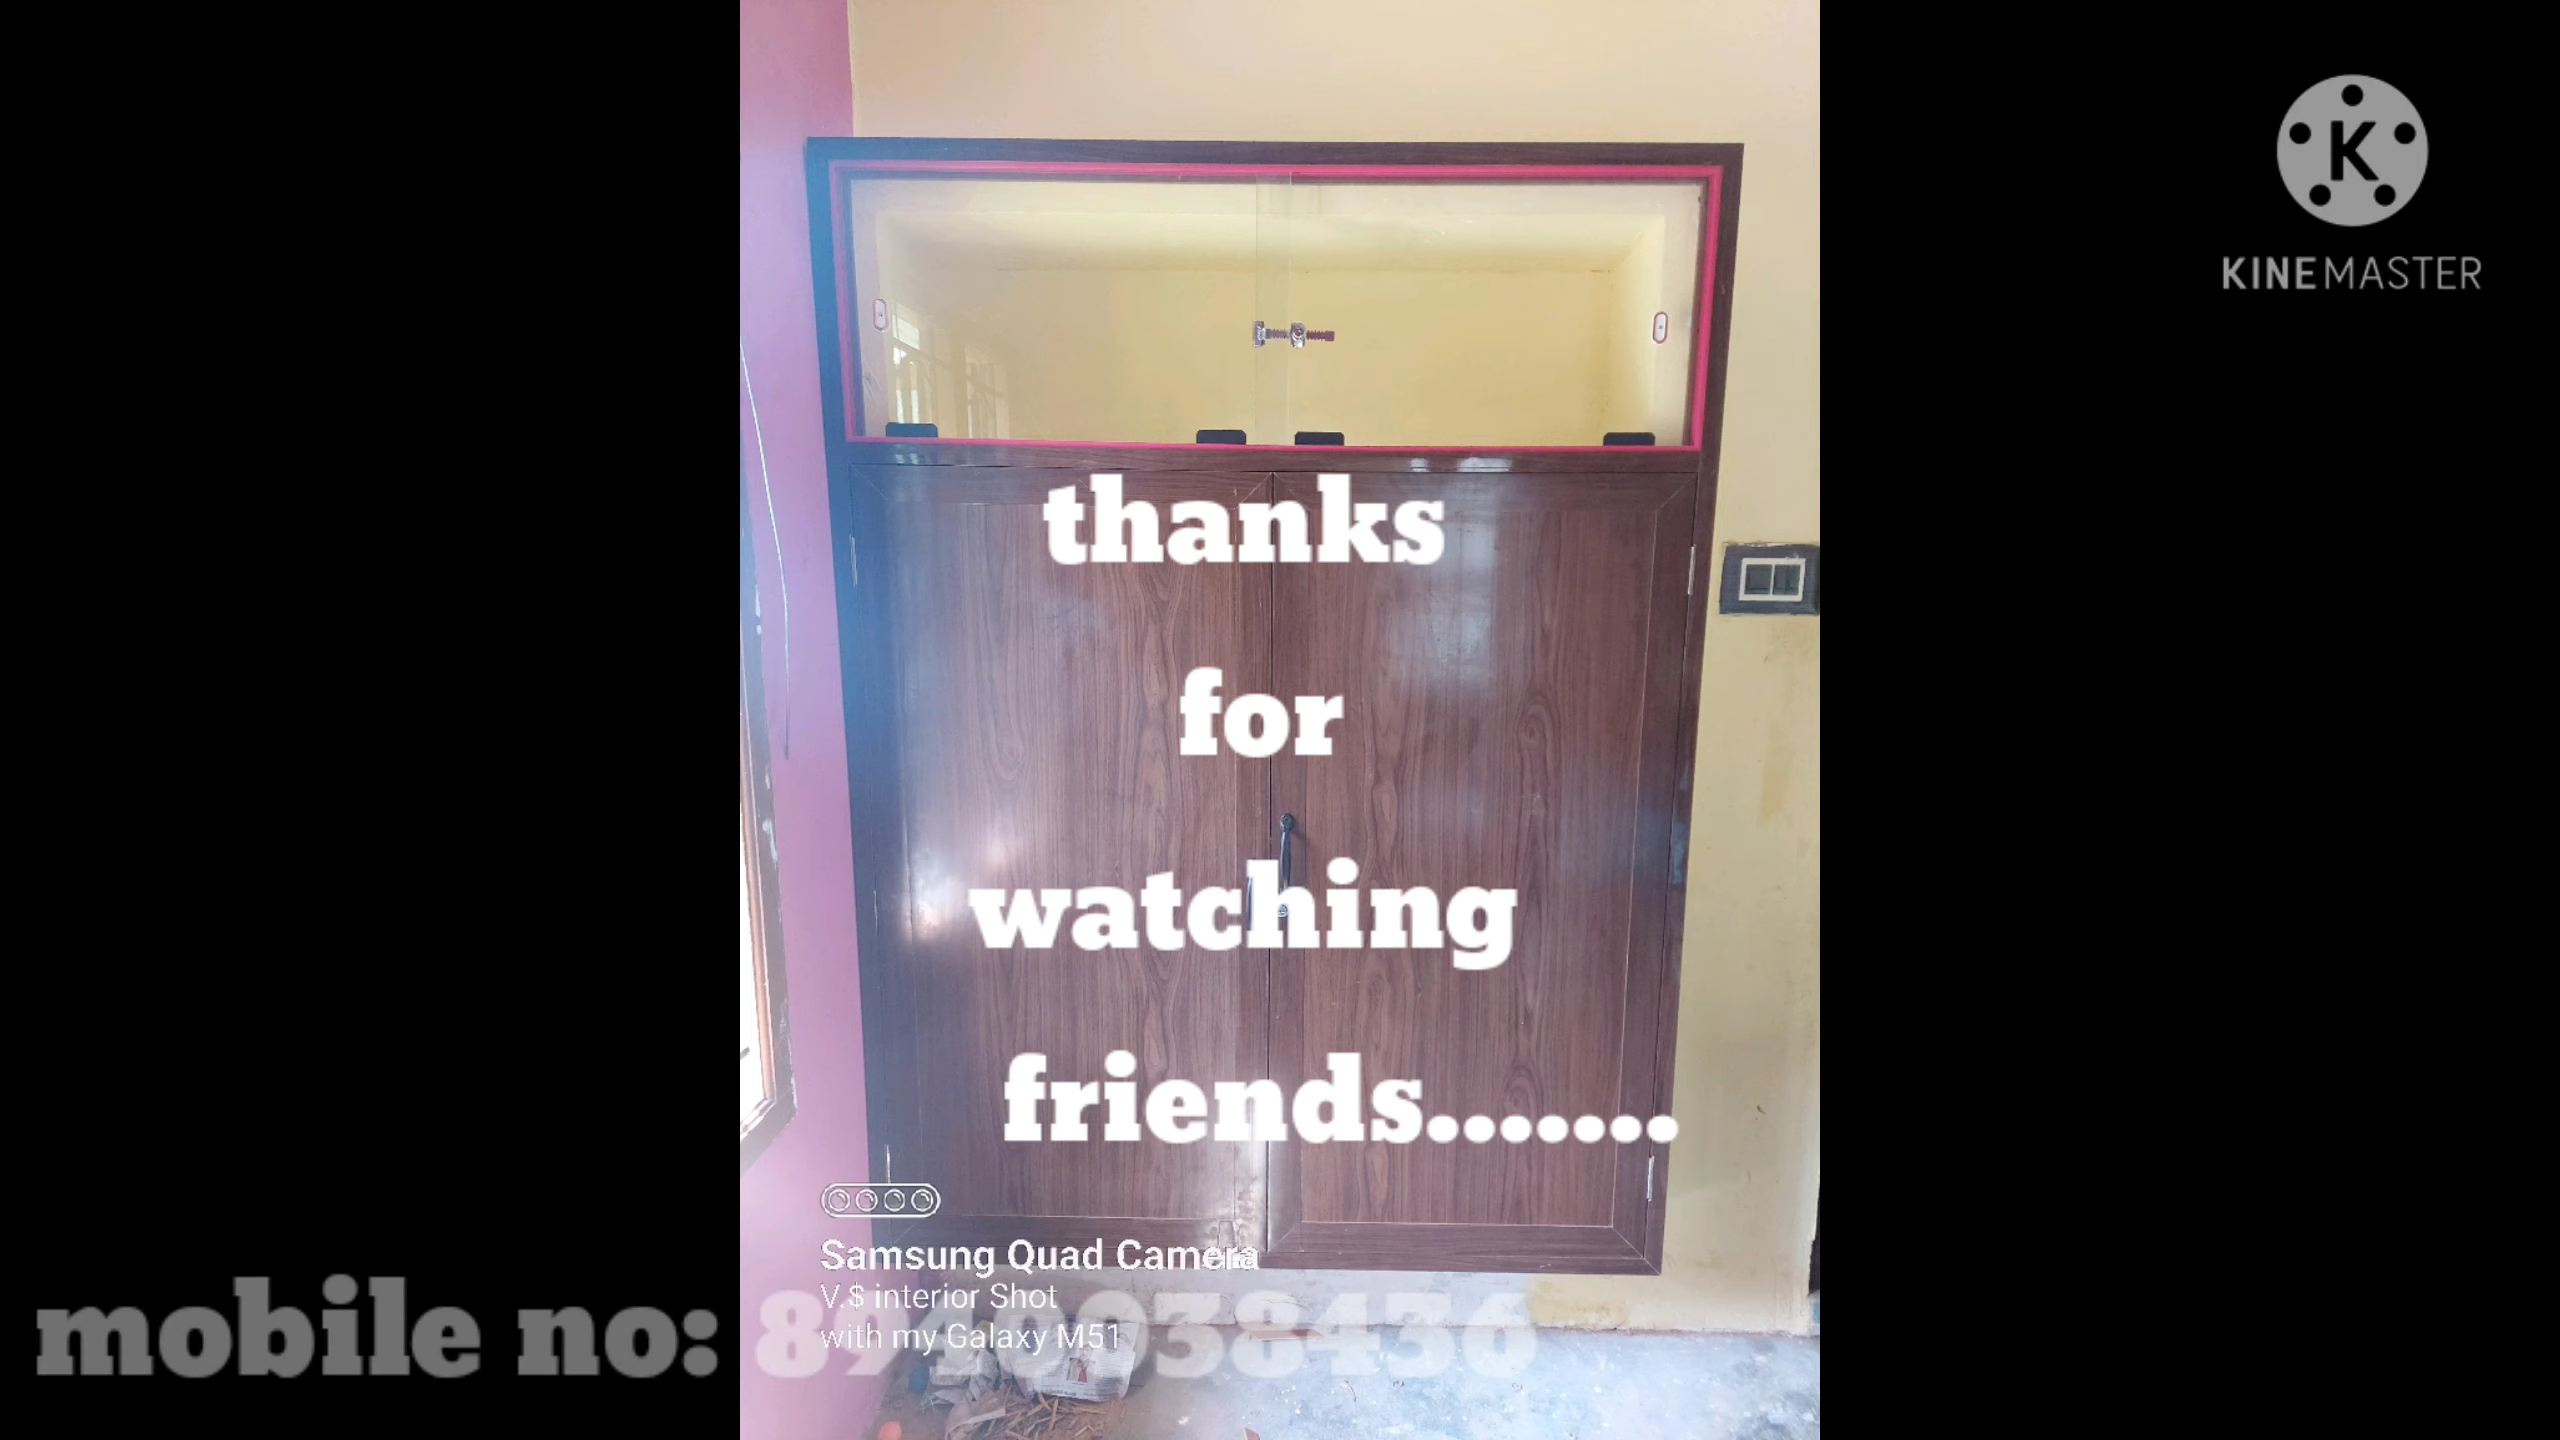 K
KINEMASTER
thanks
for
watching
friends.......
Samsung Quad Camera
V.$ interior Shot
with my Galaxy M51
mobile no: